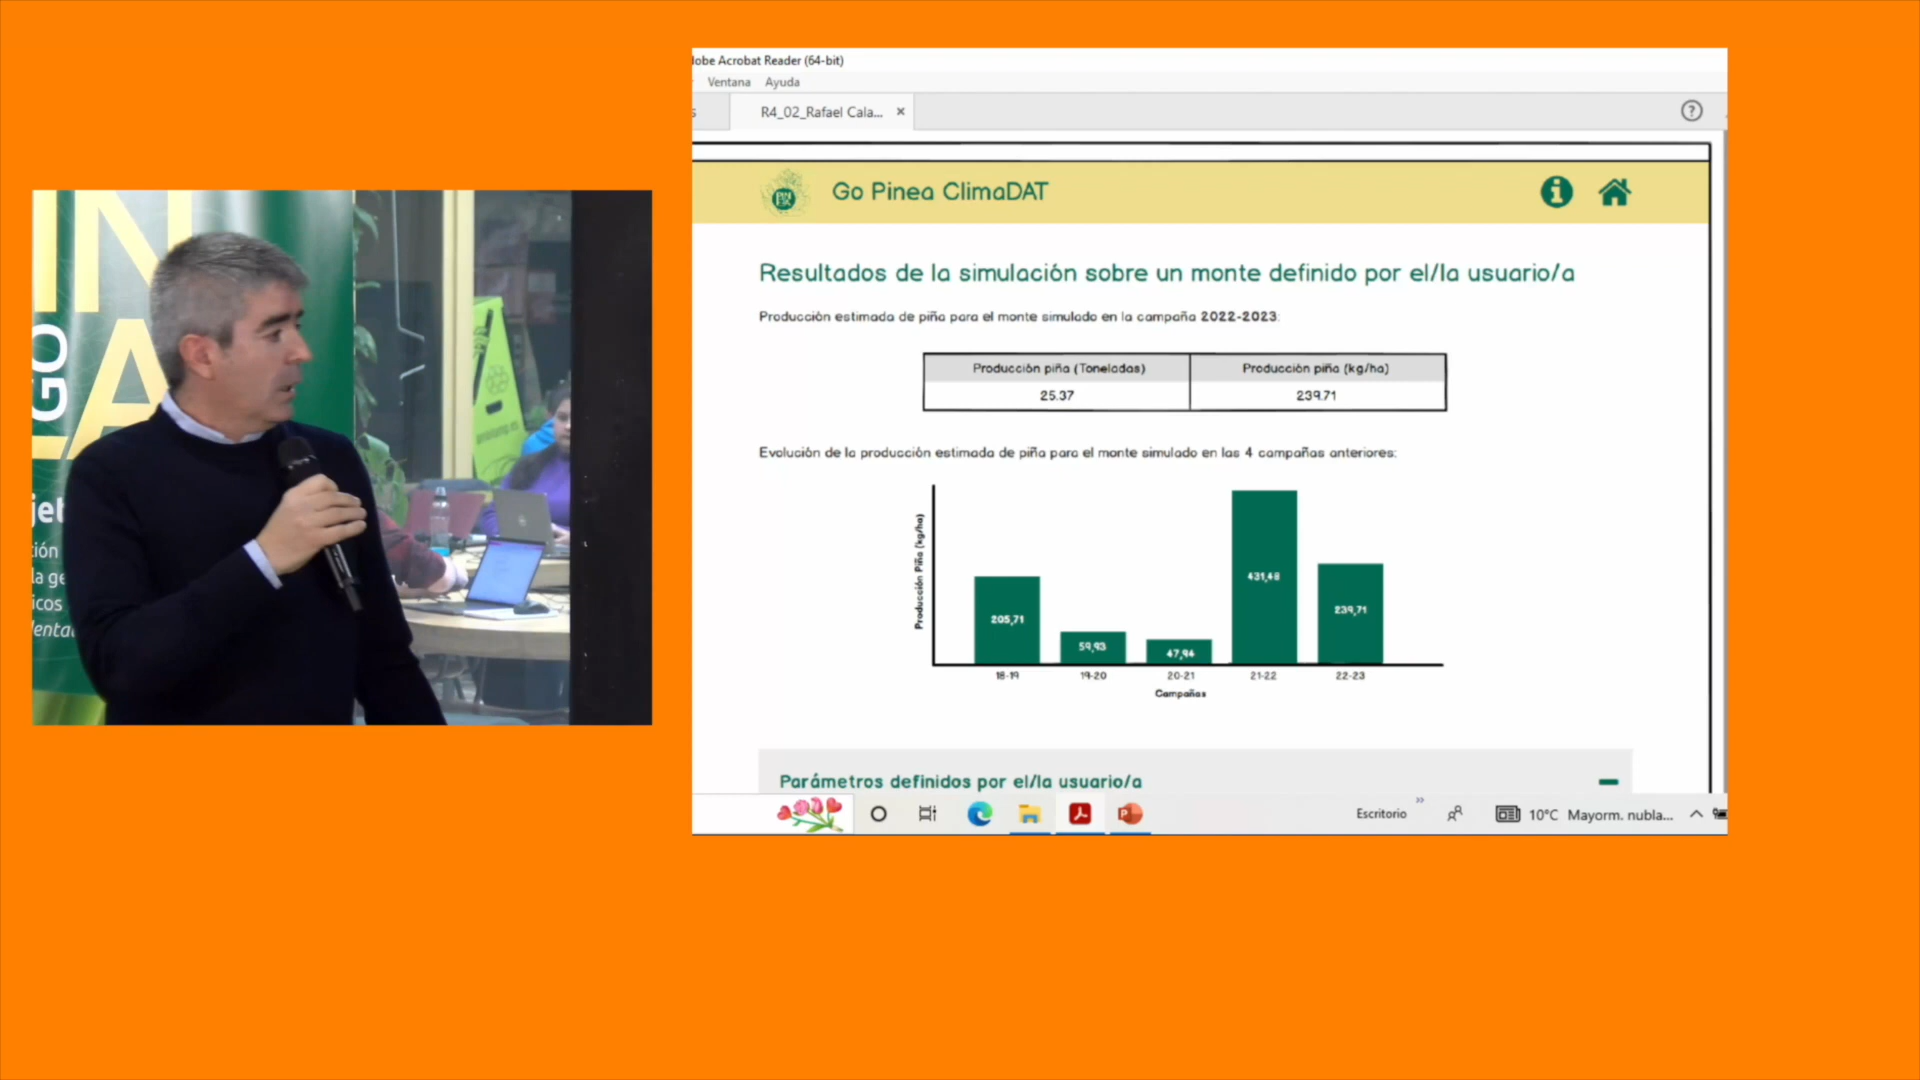 IN
O
G
LA
jet
ión
la ge
icos
lenta
obe Acrobat Reader (64-bit)
Ventana Ayuda
s R4_02_Rafael Cala... ×
Go Pinea ClimaDAT
Resultados de la simulación sobre un monte definido por el/la usuario/a
Producción estimada de piña para el monte simulado en la campaña 2022-2023:
Producción piña (Toneladas) Producción piña (kg/ha)
25.37 239.71
Evolución de la producción estimada de piña para el monte simulado en las 4 campañas anteriores:
Producción Piña (kg/ha)
205,71 59,93 47,94 431,48 239,71
18-19 19-20 20-21 21-22 22-23
Campañas
Parámetros definidos por el/la usuario/a
Escritorio » 10°C Mayorm. nubla...